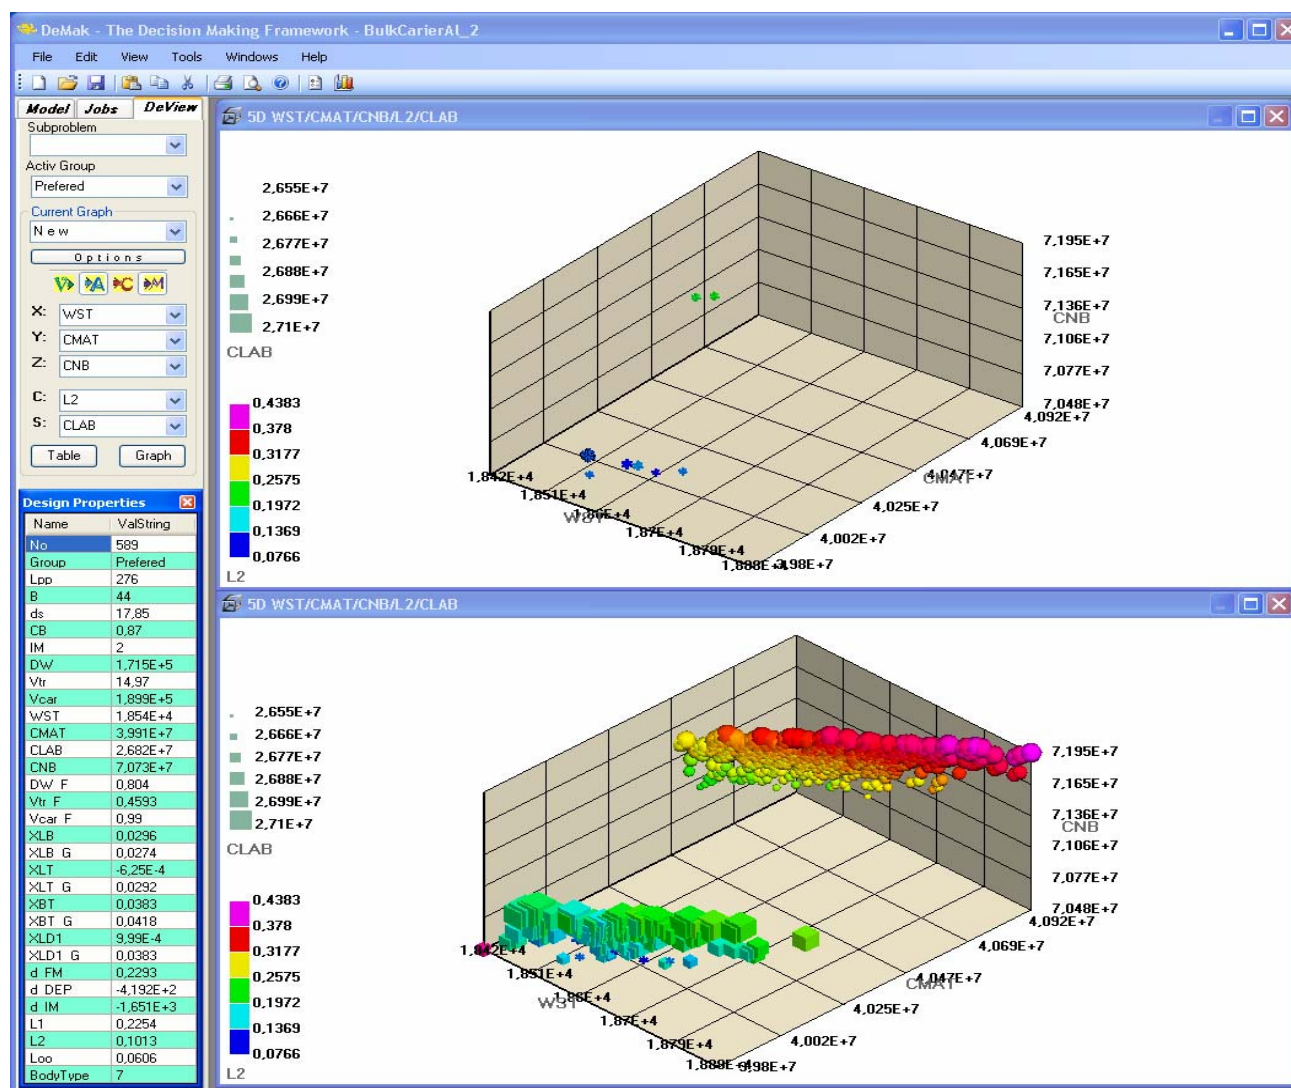 DeMak - The Decision Making Framework - BulkCarierAl_2
File Edit View Tools Windows Help
Model Jobs DeView
Subproblem
Activ Group
Prefered
Current Graph
New
Options
V A C M
X: WST
Y: CMAT
Z: CNB
C: L2
S: CLAB
Table Graph
Design Properties
Name ValString
No 589
Group Prefered
Lpp 276
B 44
ds 17,85
CB 0,87
IM 2
DW 1,715E+5
Vtr 14,97
Vcar 1,899E+5
WST 1,854E+4
CMAT 3,991E+7
CLAB 2,682E+7
CNB 7,073E+7
DW F 0,804
Vtr F 0,4593
Vcar F 0,99
XLB 0,0296
XLB G 0,0274
XLT -6,25E-4
XLT G 0,0292
XBT 0,0383
XBT G 0,0418
XLD1 9,99E-4
XLD1 G 0,0383
d FM 0,2293
d DEP -4,192E+2
d IM -1,651E+3
L1 0,2254
L2 0,1013
Loo 0,0606
BodyType 7
5D WST/CMAT/CNB/L2/CLAB
2,655E+7
2,666E+7
2,677E+7
2,688E+7
2,699E+7
2,71E+7
CLAB
0,4383
0,378
0,3177
0,2575
0,1972
0,1369
0,0766
L2
7,195E+7
7,165E+7
7,136E+7
CNB
7,106E+7
7,077E+7
7,048E+7
4,092E+7
4,069E+7
4,047E+7
CMAT
4,025E+7
4,002E+7
3,98E+7
1,842E+4
1,851E+4
1,86E+4
WST
1,87E+4
1,879E+4
1,888E+4
5D WST/CMAT/CNB/L2/CLAB
2,655E+7
2,666E+7
2,677E+7
2,688E+7
2,699E+7
2,71E+7
CLAB
0,4383
0,378
0,3177
0,2575
0,1972
0,1369
0,0766
L2
7,195E+7
7,165E+7
7,136E+7
CNB
7,106E+7
7,077E+7
7,048E+7
4,092E+7
4,069E+7
4,047E+7
CMAT
4,025E+7
4,002E+7
3,98E+7
1,842E+4
1,851E+4
1,86E+4
WST
1,87E+4
1,879E+4
1,888E+4